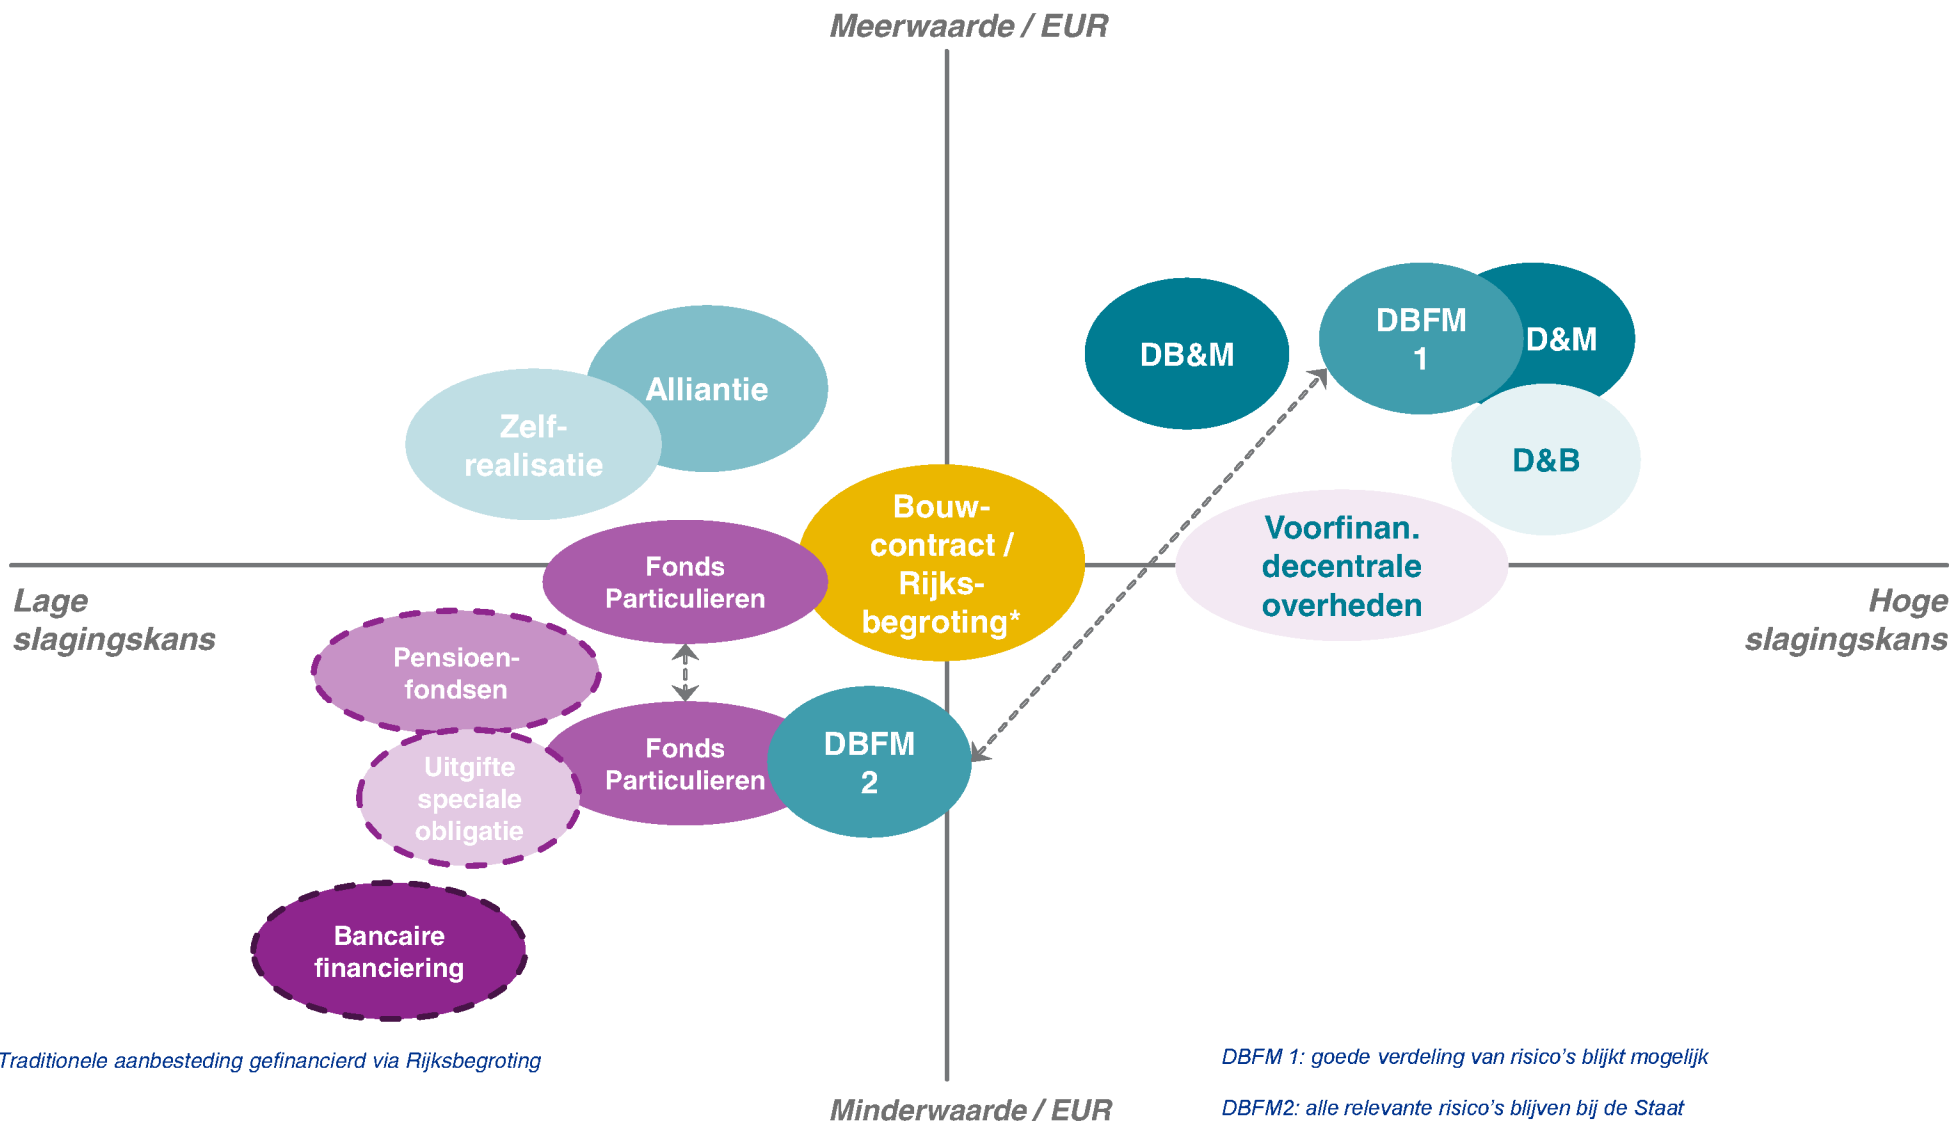 Meerwaarde / EUR
DB&M
DBFM
1
D&M
Alliantie
Zelf-
realisatie
D&B
Bouw-
contract /
Rijks-
begroting*
Voorfinan.
decentrale
overheden
Fonds
Particulieren
Lage
slagingskans
Hoge
slagingskans
Pensioen-
fondsen
Fonds
Particulieren
DBFM
2
Uitgifte
speciale
obligatie
Bancaire
financiering
Traditionele aanbesteding gefinancierd via Rijksbegroting
DBFM 1: goede verdeling van risico’s blijkt mogelijk
DBFM2: alle relevante risico’s blijven bij de Staat
Minderwaarde / EUR